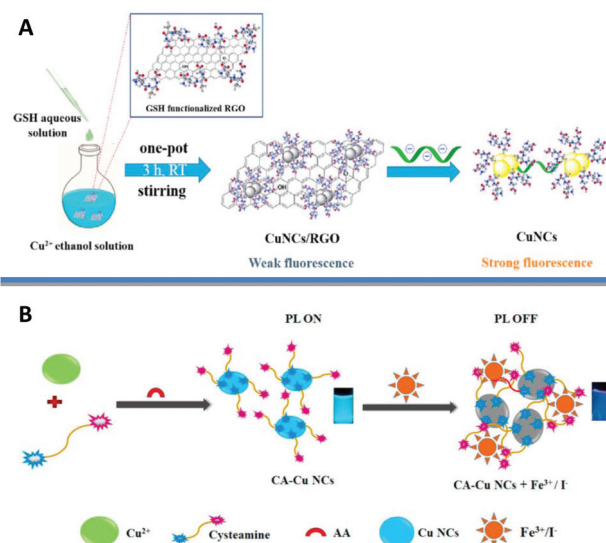 A
GSH functionalized RGO
GSH aqueous
solution
one-pot
3 h, RT
stirring
OH
Cu²⁺ ethanol solution
CuNCs/RGO
CuNCs
Weak fluorescence
Strong fluorescence
B
PL ON
PL OFF
CA-Cu NCs
CA-Cu NCs + Fe³⁺/ I⁻
Cu²⁺
Cysteamine
AA
Cu NCs
Fe³⁺/I⁻